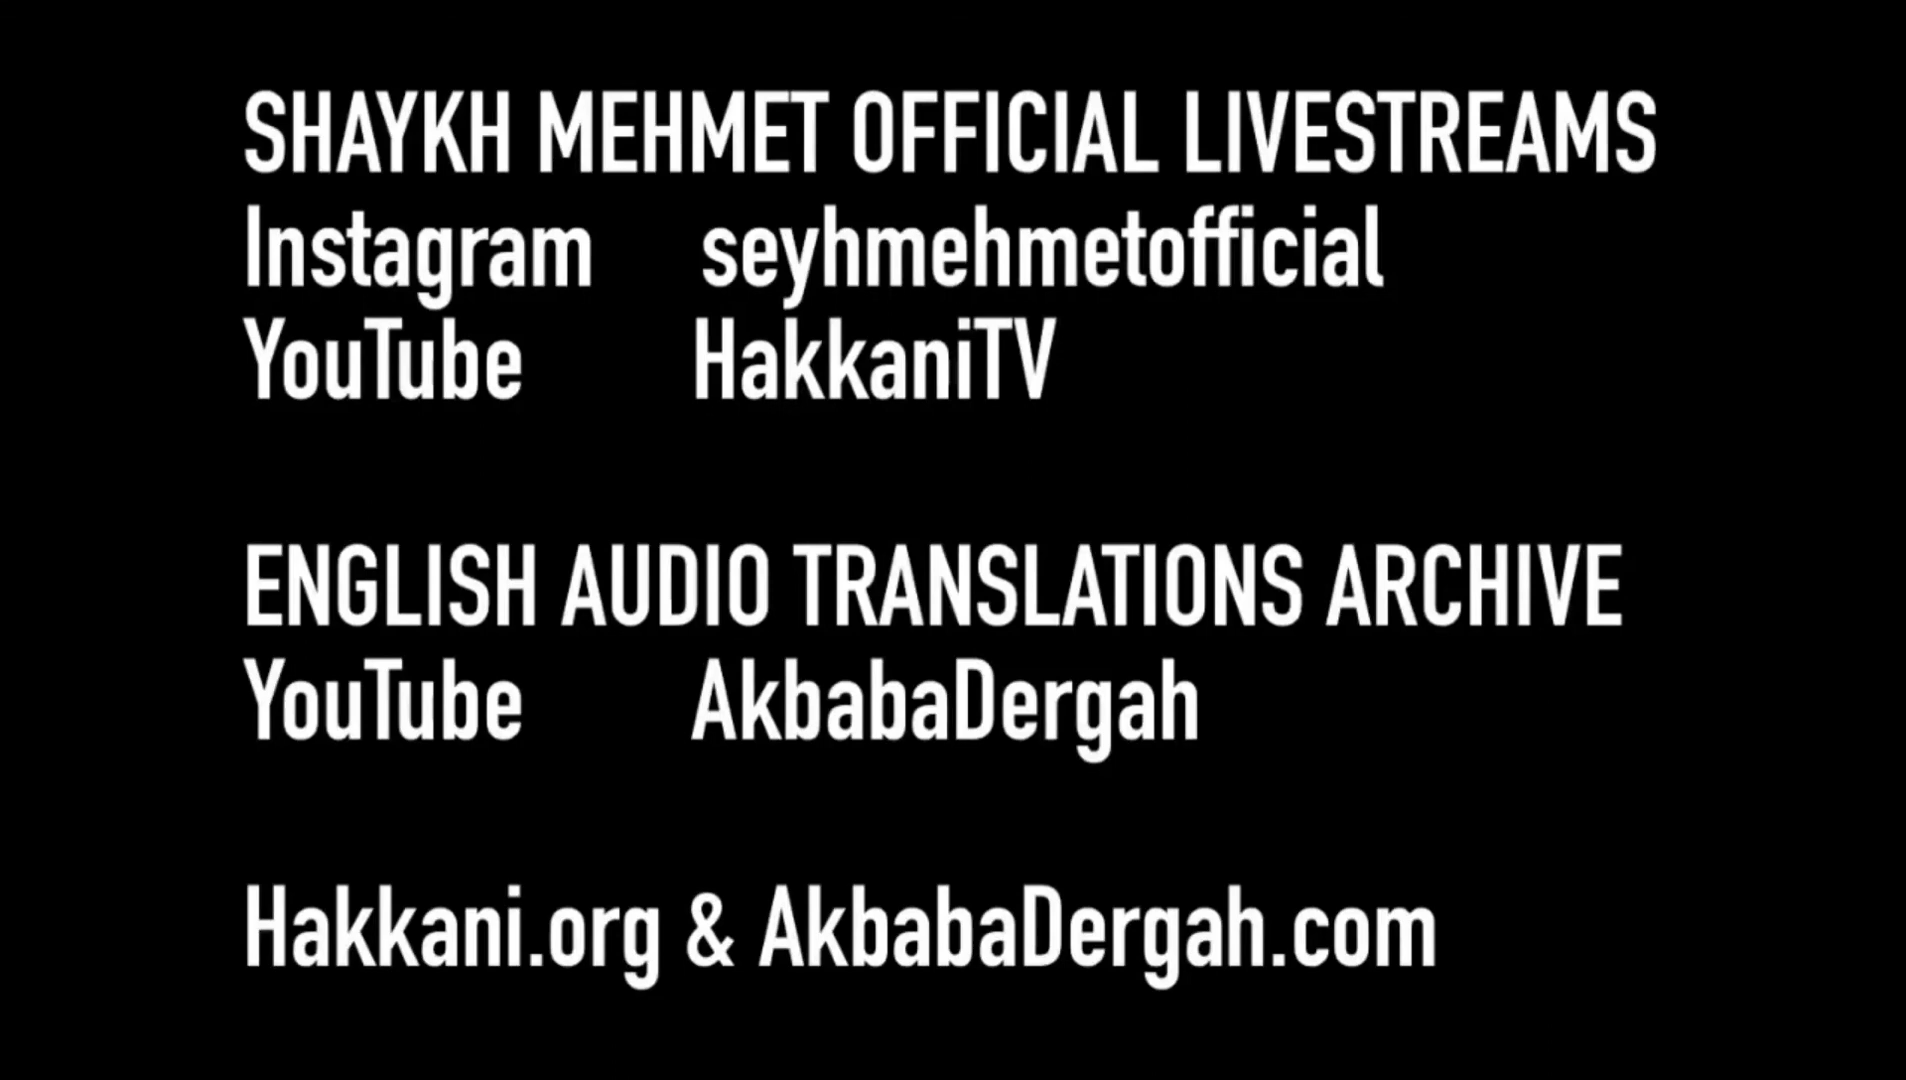 SHAYKH MEHMET OFFICIAL LIVESTREAMS
Instagram seyhmehmetofficial
YouTube HakkaniTV
ENGLISH AUDIO TRANSLATIONS ARCHIVE
YouTube AkbabaDergah
Hakkani.org & AkbabaDergah.com